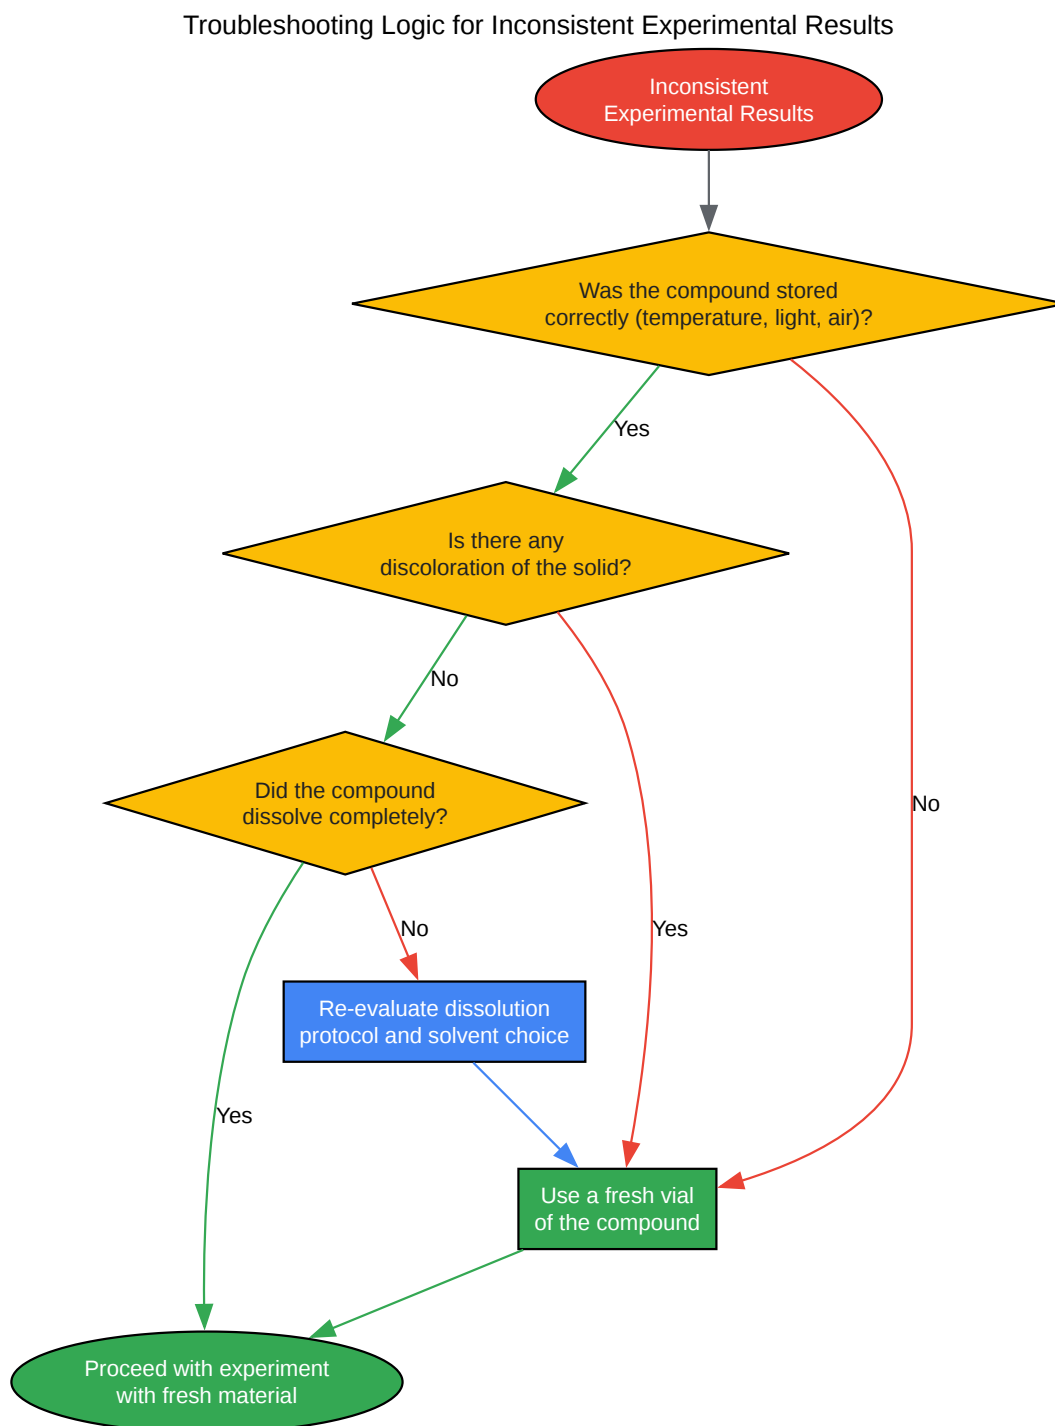 Troubleshooting Logic for Inconsistent Experimental Results
Inconsistent
Experimental Results
Was the compound stored
correctly (temperature, light, air)?
Yes
Is there any
discoloration of the solid?
No
Did the compound
dissolve completely?
No
No
Yes
Re-evaluate dissolution
protocol and solvent choice
Yes
Use a fresh vial
of the compound
Proceed with experiment
with fresh material